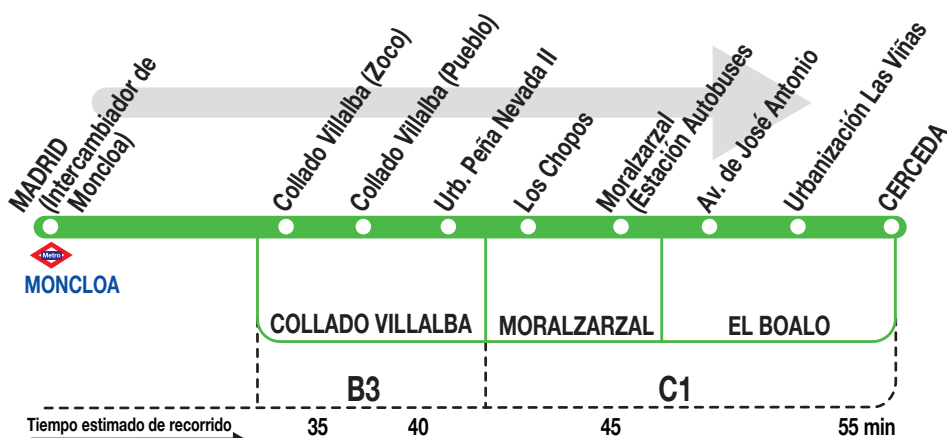 MADRID
(Intercambiador de
Moncloa)
Collado Villalba (Zoco)
Collado Villalba (Pueblo)
Urb. Peña Nevada II
Los Chopos
Moralzarzal
(Estación Autobuses)
Av. de José Antonio
Urbanización Las Viñas
CERCEDA
Metro
MONCLOA
COLLADO VILLALBA
MORALZARZAL
EL BOALO
B3
C1
Tiempo estimado de recorrido
35
40
45
55 min